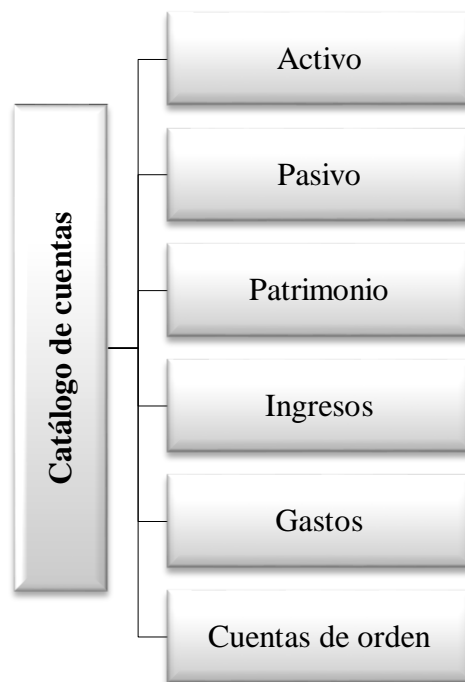 Catálogo de cuentas
Activo
Pasivo
Patrimonio
Ingresos
Gastos
Cuentas de orden